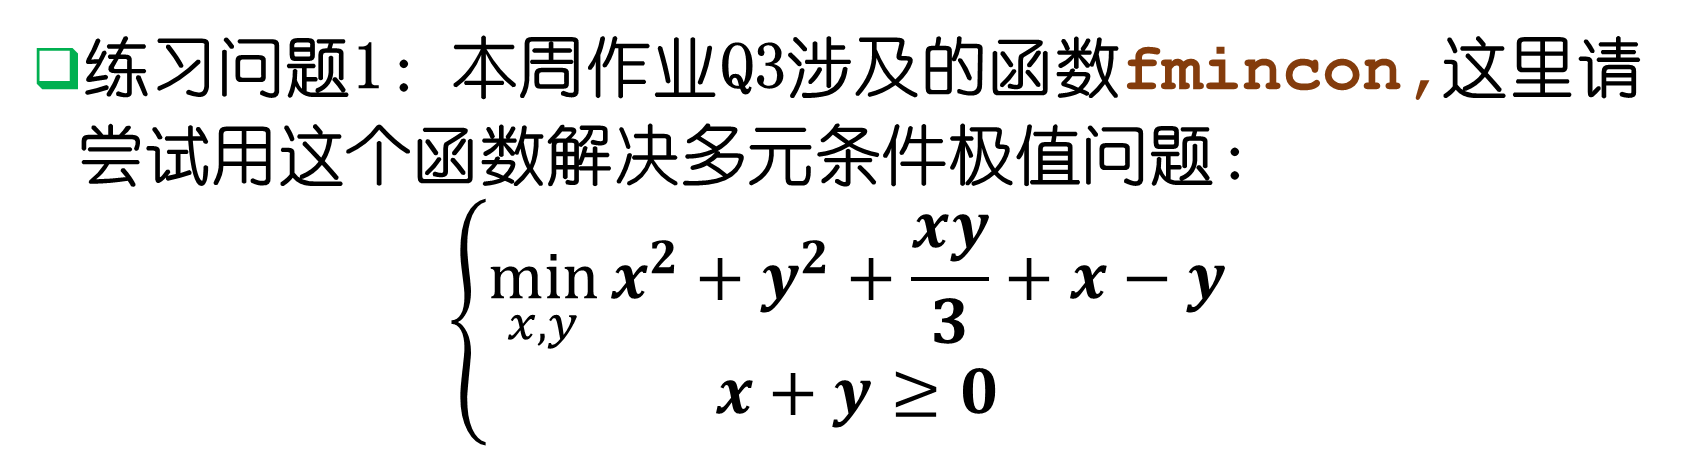 ❑练习问题1：本周作业Q3涉及的函数fmincon,这里请
尝试用这个函数解决多元条件极值问题:
min x² + y² + xy/3 + x − y
x,y
x + y ≥ 0